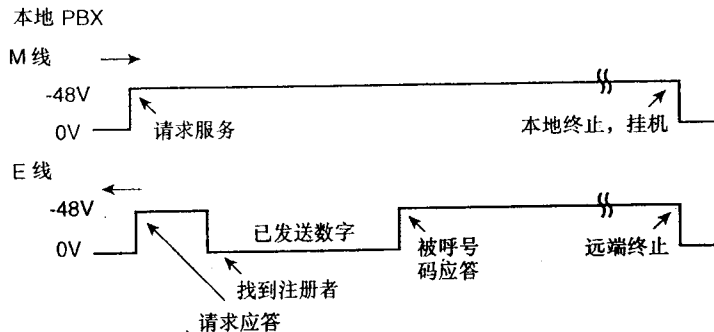 本地 PBX
M 线
-48V
0V
请求服务
本地终止，挂机
E 线
-48V
0V
已发送数字
被呼号
码应答
远端终止
找到注册者
请求应答